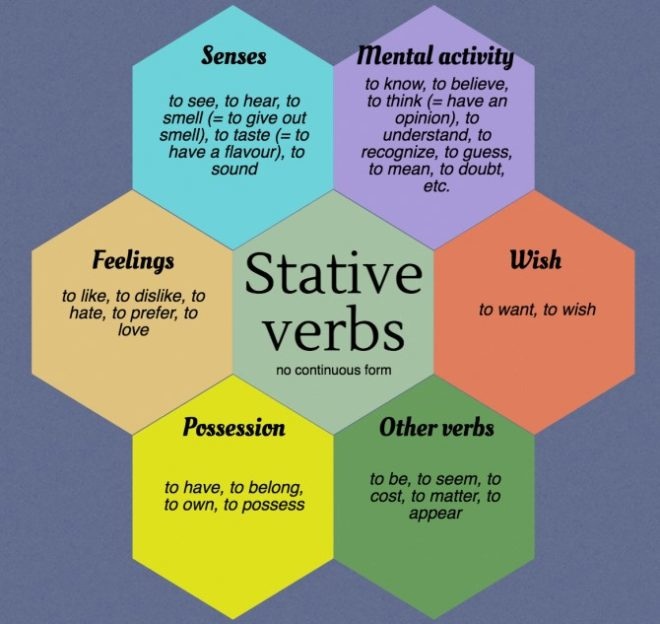 Senses
to see, to hear, to
smell (= to give out
smell), to taste (= to
have a flavour), to
sound
Mental activity
to know, to believe,
to think (= have an
opinion), to
understand, to
recognize, to guess,
to mean, to doubt,
etc.
Feelings
to like, to dislike, to
hate, to prefer, to
love
Stative
verbs
no continuous form
Wish
to want, to wish
Possession
to have, to belong,
to own, to possess
Other verbs
to be, to seem, to
cost, to matter, to
appear